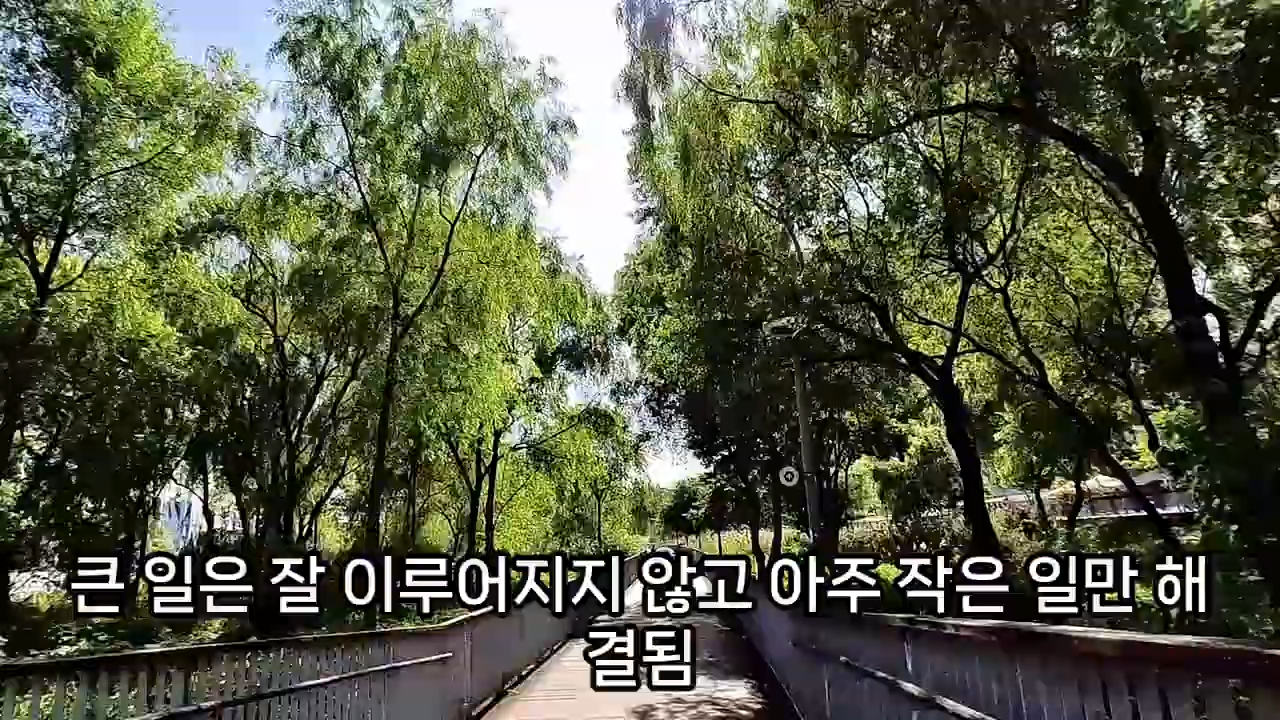 큰 일은 잘 이루어지지 않고 아주 작은 일만 해
결됨